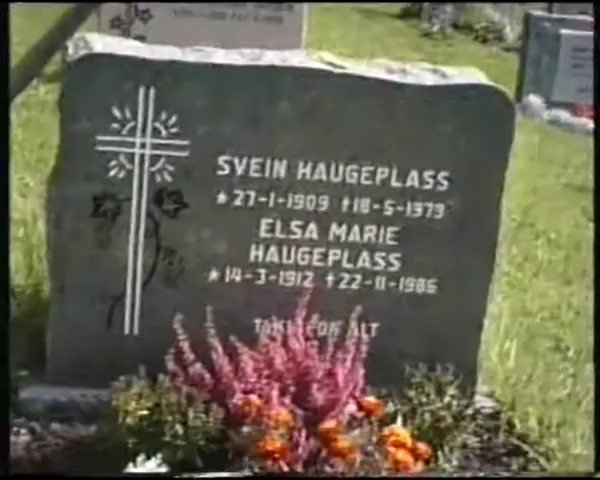 SVEIN HAUGEPLASS
*27-1-1909 †18-5-1979
ELSA MARIE
HAUGEPLASS
*14-3-1912 †22-11-1986
TAKK FOR ALT